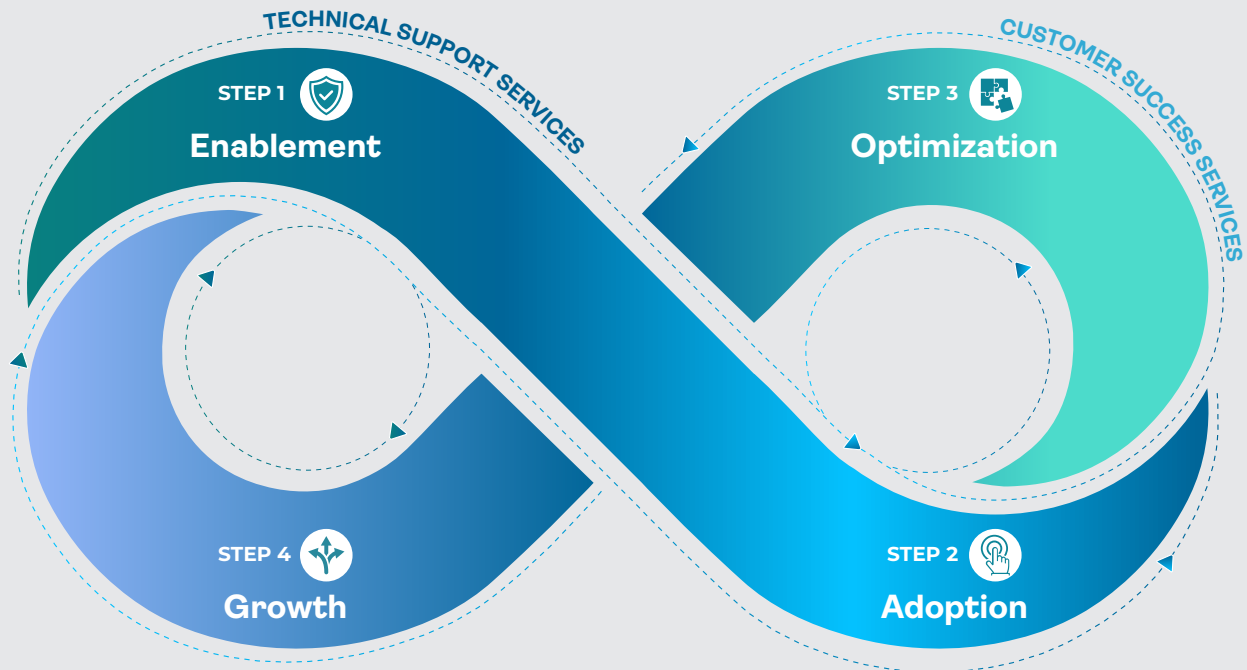 TECHNICAL SUPPORT SERVICES
CUSTOMER SUCCESS SERVICES
STEP 1
Enablement
STEP 3
Optimization
STEP 4
Growth
STEP 2
Adoption